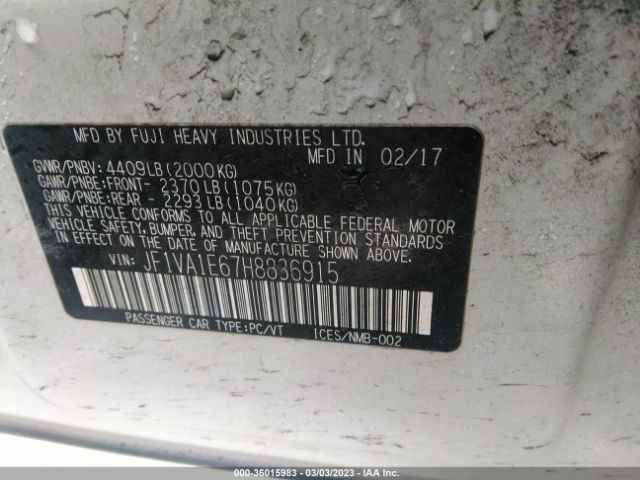 MFD BY FUJI HEAVY INDUSTRIES LTD.
MFD IN 02/17
GVWR/PNBV: 4409LB(2000KG)
GAWR/PNBE:FRONT- 2370LB(1075KG)
GAWR/PNBE:REAR - 2293LB(1040KG)
THIS VEHICLE CONFORMS TO ALL APPLICABLE FEDERAL MOTOR
VEHICLE SAFETY, BUMPER, AND THEFT PREVENTION STANDARDS
IN EFFECT ON THE DATE OF MANUFACTURE SHOWN ABOVE.
VIN: JF1VA1E67H8836915
PASSENGER CAR TYPE:PC/VT ICES/NMB-002
000-36015983 - 03/03/2023 - IAAI.COM